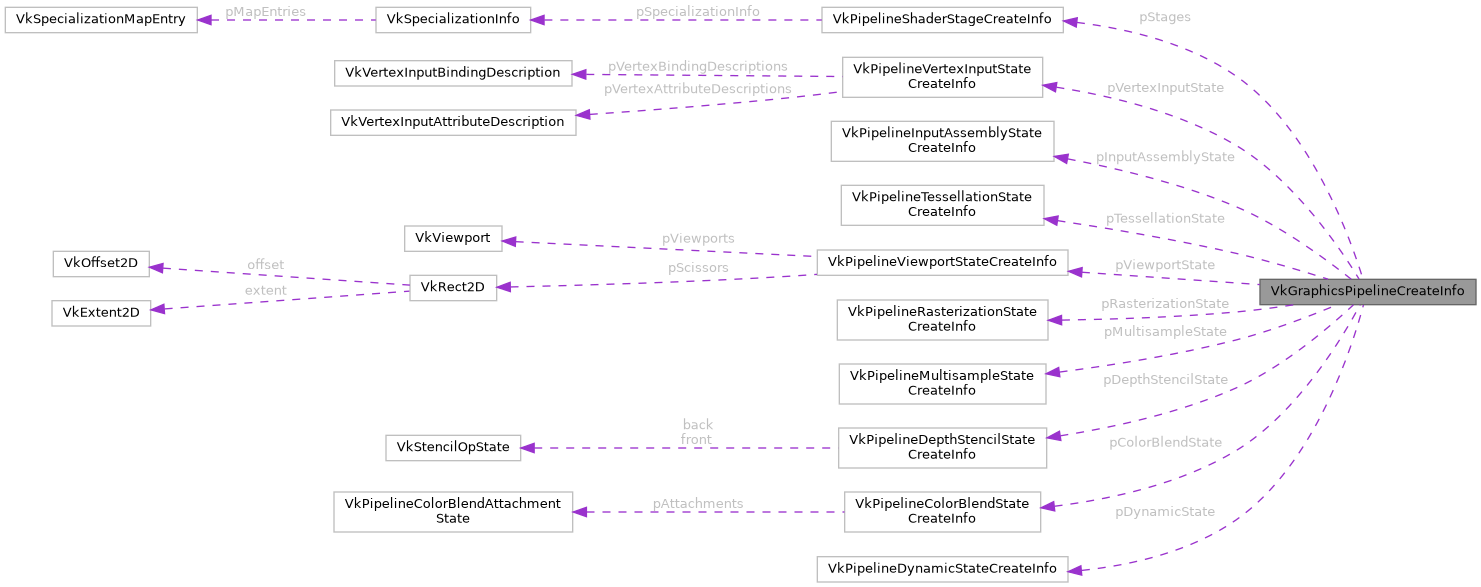 VkSpecializationMapEntry
pMapEntries
VkSpecializationInfo
pSpecializationInfo
VkPipelineShaderStageCreateInfo
pStages
VkVertexInputBindingDescription
pVertexBindingDescriptions
VkPipelineVertexInputState
CreateInfo
pVertexInputState
pVertexAttributeDescriptions
VkVertexInputAttributeDescription
VkPipelineInputAssemblyState
CreateInfo
pInputAssemblyState
VkPipelineTessellationState
CreateInfo
pTessellationState
VkViewport
pViewports
VkPipelineViewportStateCreateInfo
pViewportState
VkOffset2D
offset
pScissors
VkRect2D
extent
VkExtent2D
VkGraphicsPipelineCreateInfo
pRasterizationState
VkPipelineRasterizationState
CreateInfo
pMultisampleState
VkPipelineMultisampleState
CreateInfo
pDepthStencilState
back
front
VkStencilOpState
VkPipelineDepthStencilState
CreateInfo
pColorBlendState
VkPipelineColorBlendAttachment
State
pAttachments
VkPipelineColorBlendState
CreateInfo
pDynamicState
VkPipelineDynamicStateCreateInfo